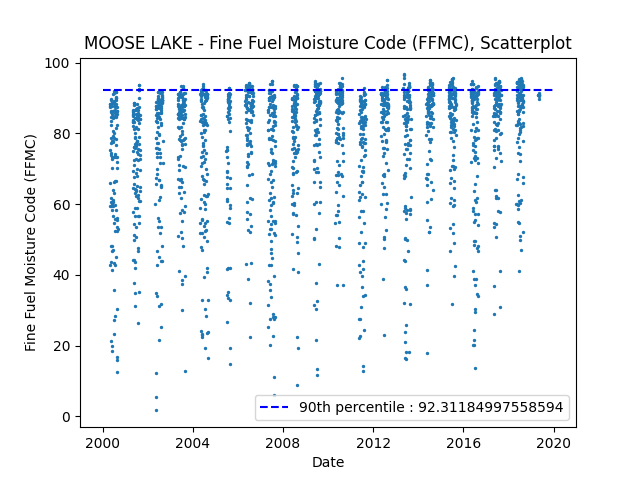 MOOSE LAKE - Fine Fuel Moisture Code (FFMC), Scatterplot
100
80
60
40
20
0
Fine Fuel Moisture Code (FFMC)
90th percentile : 92.31184997558594
2000 2004 2008 2012 2016 2020
Date